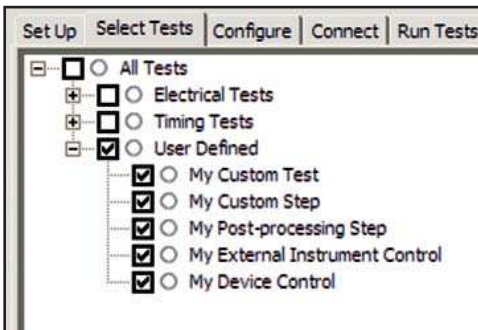 Set Up Select Tests Configure Connect Run Tests
All Tests
Electrical Tests
Timing Tests
User Defined
My Custom Test
My Custom Step
My Post-processing Step
My External Instrument Control
My Device Control